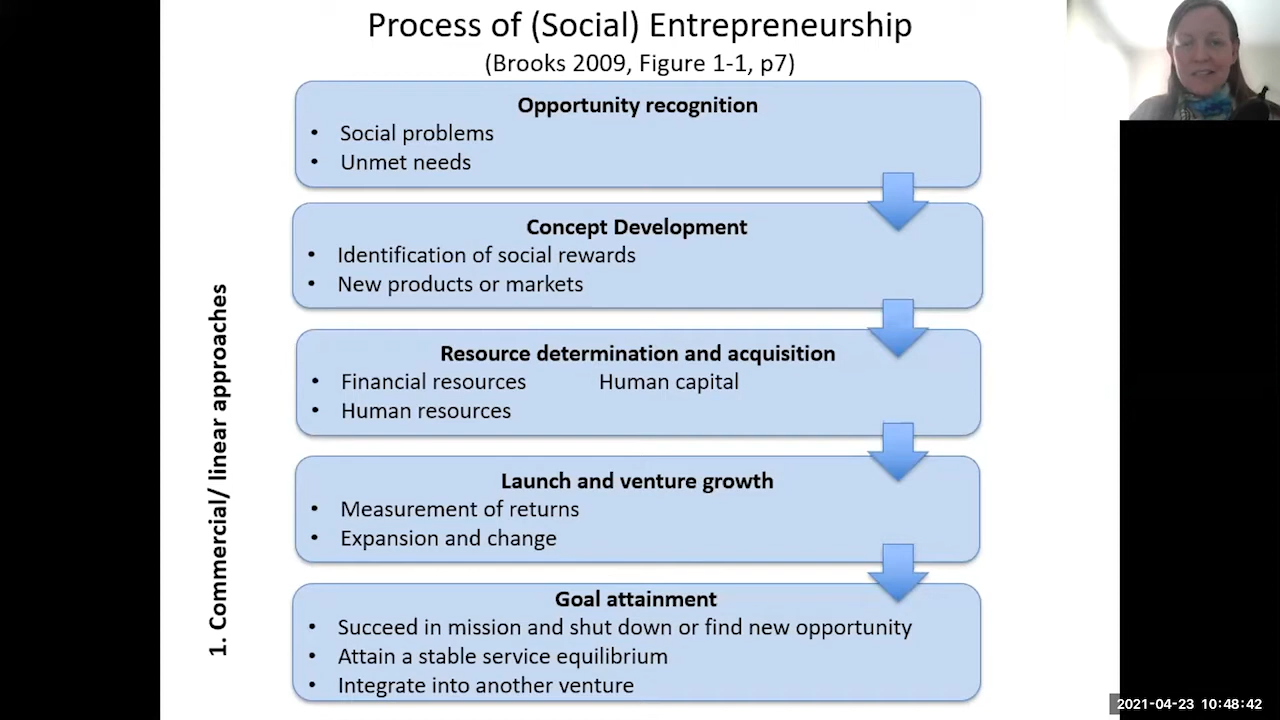 Process of (Social) Entrepreneurship
(Brooks 2009, Figure 1-1, p7)
Opportunity recognition
• Social problems
• Unmet needs
Concept Development
• Identification of social rewards
• New products or markets
Resource determination and acquisition
• Financial resources Human capital
• Human resources
Launch and venture growth
• Measurement of returns
• Expansion and change
Goal attainment
• Succeed in mission and shut down or find new opportunity
• Attain a stable service equilibrium
• Integrate into another venture
1. Commercial/ linear approaches
2021-04-23 10:48:42